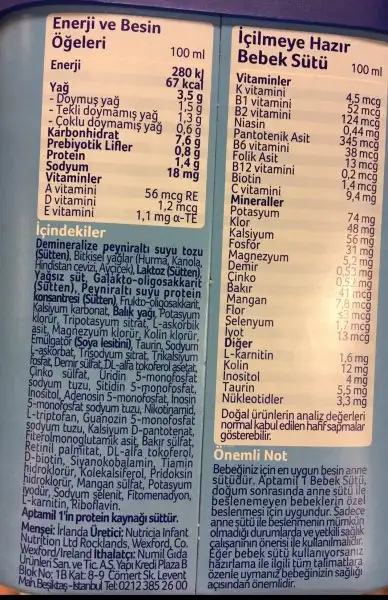 Enerji ve Besin
Öğeleri
100 ml
Enerji 280 kJ
67 kcal
Yağ 3,5 g
- Doymuş yağ 1,5 g
- Tekli doymamış yağ 1,3 g
- Çoklu doymamış yağ 0,6 g
Karbonhidrat 7,6 g
Prebiyotik Lifler 0,8 g
Protein 1,4 g
Sodyum 18 mg
Vitaminler
A vitamini 56 mcg RE
D vitamini 1,2 mcg
E vitamini 1,1 mg α-TE
İçindekiler
Demineralize peyniraltı suyu tozu
(Sütten), Bitkisel yağlar (Hurma, Kanola,
Hindistan cevizi, Ayçiçek), Laktoz (Sütten),
Yağsız süt, Galakto-oligosakkarit
(Sütten), Peyniraltı suyu protein
konsantresi (Sütten), Frukto-oligosakkarit,
Kalsiyum karbonat, Balık yağı, Potasyum
klorür, Tripotasyum sitrat, L-askorbik
asit, Magnezyum klorür, Kolin klorür,
Emülgatör (Soya lesitini), Taurin, Sodyum
L-askorbat, Trisodyum sitrat, Trikalsiyum
fosfat, Demir sülfat, DL-alfa tokoferol asetat,
Çinko sülfat, Üridin 5-monofosfat
sodyum tuzu, Sitidin 5-monofosfat,
İnositol, Adenosin 5-monofosfat, İnosin
5-monofosfat sodyum tuzu, Nikotinamid,
L-triptofan, Guanozin 5-monofosfat
sodyum tuzu, Kalsiyum D-pantotenat,
Pteroilmonoglutamik asit, Bakır sülfat,
Retinil palmitat, DL-alfa tokoferol,
D-biotin, Siyanokobalamin, Tiamin
hidroklorür, Kolekalsiferol, Pridoksin
hidroklorür, Mangan sülfat, Potasyum
iyodür, Sodyum selenit, Fitomenadyon,
L-karnitin, Riboflavin.
Aptamil 1'in protein kaynağı süttür.
Menşei: İrlanda Üretici: Nutricia Infant
Nutrition Ltd Rocklands, Wexford, Co.
Wexford/Ireland İthalatçı: Numil Gıda
Ürünleri San. ve Tic. A.S. Yapı Kredi Plaza B
Blok No: 1B Kat: 8-9 Cömert Sk. Levent
Mah. Beşiktaş-İstanbul Tel: 0212 385 26 00
İçilmeye Hazır
Bebek Sütü
100 ml
Vitaminler
K vitamini 4,5 mcg
B1 vitamini 52 mcg
B2 vitamini 124 mcg
Niasin 0,44 mg
Pantotenik Asit 345 mcg
B6 vitamini 38 mcg
Folik Asit 13 mcg
B12 vitamini 0,2 mcg
Biotin 1,4 mcg
C vitamini 9,4 mg
Mineraller
Potasyum 74 mg
Klor 48 mg
Kalsiyum 56 mg
Fosfor 31 mg
Magnezyum 5,2 mg
Demir 0,53 mg
Çinko 0,52 mg
Bakır 41 mcg
Mangan 7,8 mcg
Flor ≤3 mcg
Selenyum 1,7 mcg
İyot 13 mcg
Diğer
L-Karnitin 1,6 mg
Kolin 12 mg
İnositol 4 mg
Taurin 5,5 mg
Nükleotidler 3,3 mg
Doğal ürünlerin analiz değerleri
normal kabul edilen hafif sapmalar
gösterebilir.
Önemli Not
Bebeğiniz için en uygun besin anne
sütüdür. Aptamil 1 Bebek Sütü,
doğum sonrasında anne sütü ile
beslenemeyen bebeklerin özel
beslenmesi için uygundur. Sadece
anne sütü ile beslenmenin mümkün
olmadığı durumlarda ve yetkili sağlık
çalışanının önerisi ile kullanılmalıdır.
Eğer bebek sütü kullanıyorsanız
hazırlama ile ilgili tüm talimatlara
özenle uymanız bebeğinizin sağlığı
açısından önemlidir.